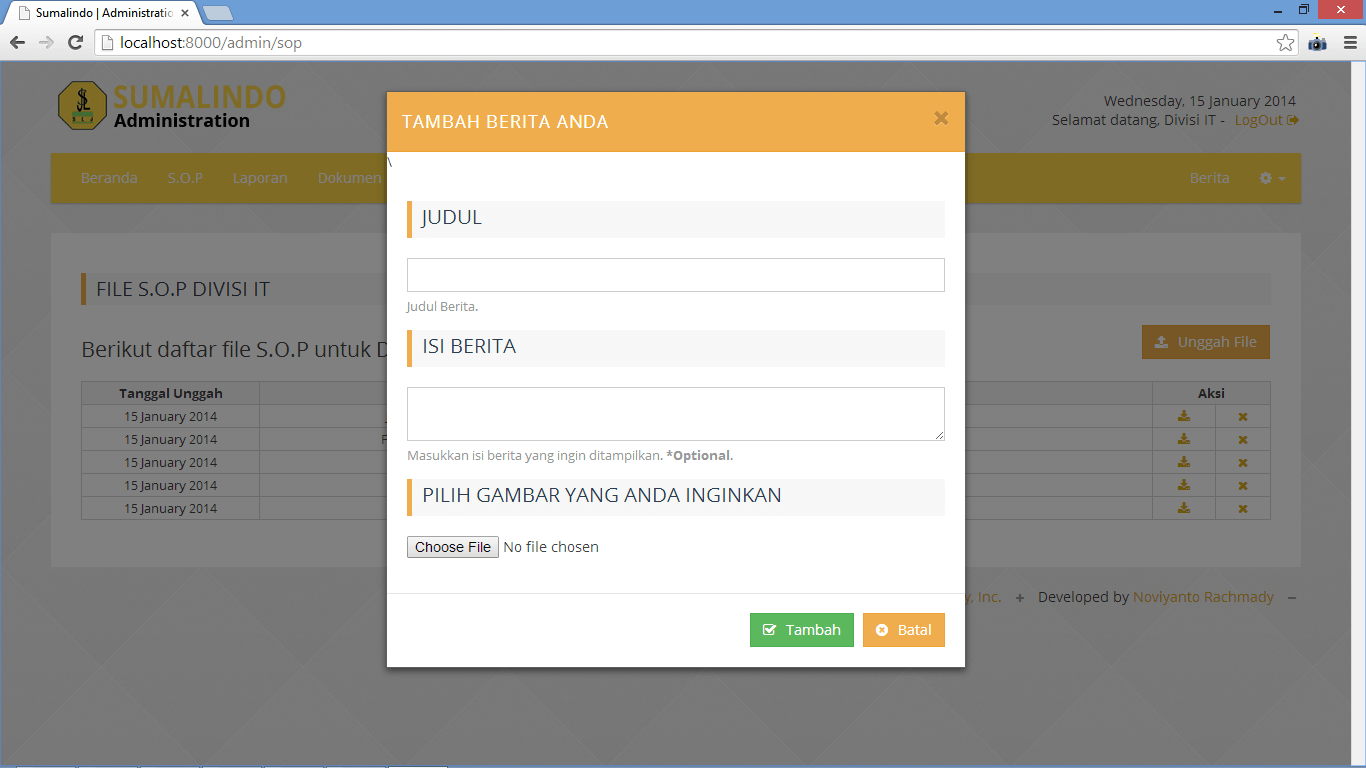 Sumalindo | Administratio
localhost:8000/admin/sop
SUMALINDO
Administration
Wednesday, 15 January 2014
Selamat datang, Divisi IT - LogOut
Beranda S.O.P Laporan Dokumen Berita
TAMBAH BERITA ANDA ×
\
JUDUL
Judul Berita.
ISI BERITA
Masukkan isi berita yang ingin ditampilkan. *Optional.
PILIH GAMBAR YANG ANDA INGINKAN
Choose File No file chosen
Tambah Batal
FILE S.O.P DIVISI IT
Berikut daftar file S.O.P untuk
Unggah File
Tanggal Unggah Aksi
15 January 2014
15 January 2014
15 January 2014
15 January 2014
15 January 2014
Inc. + Developed by Noviyanto Rachmady −